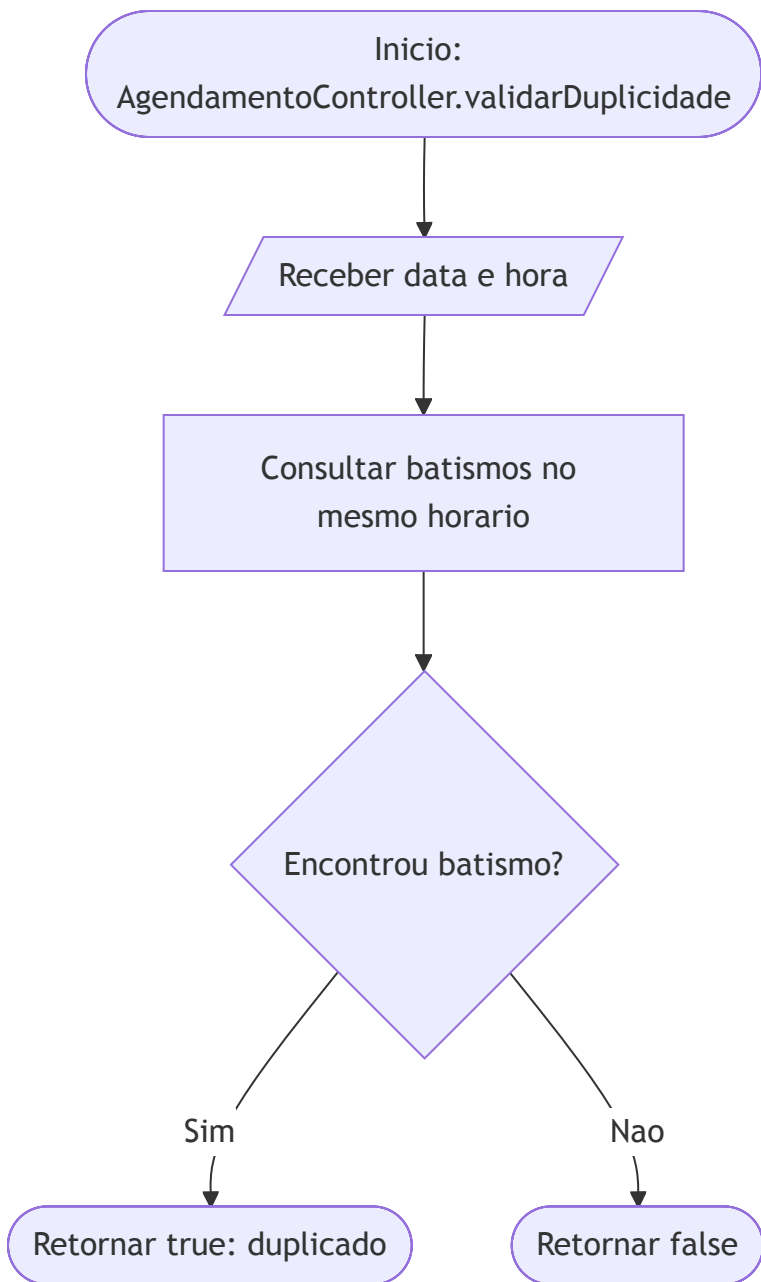 Inicio:
AgendamentoController.validarDuplicidade
Receber data e hora
Consultar batismos no
mesmo horario
Encontrou batismo?
Sim
Nao
Retornar true: duplicado
Retornar false